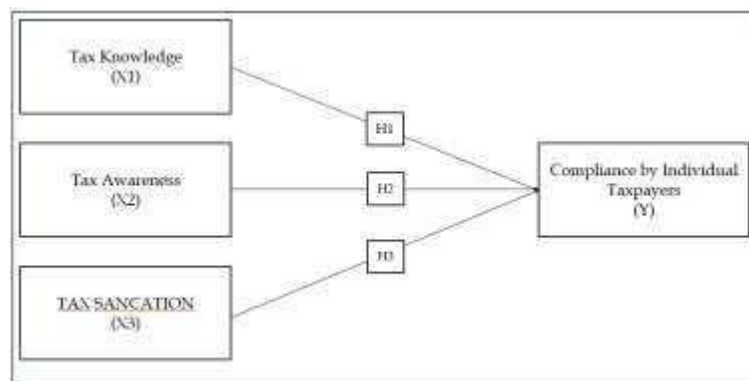 Tax Knowledge
(X1)
H1
Tax Awareness
(X2)
H2
Compliance by Individual
Taxpayers
(Y)
H3
TAX SANCATION
(X3)